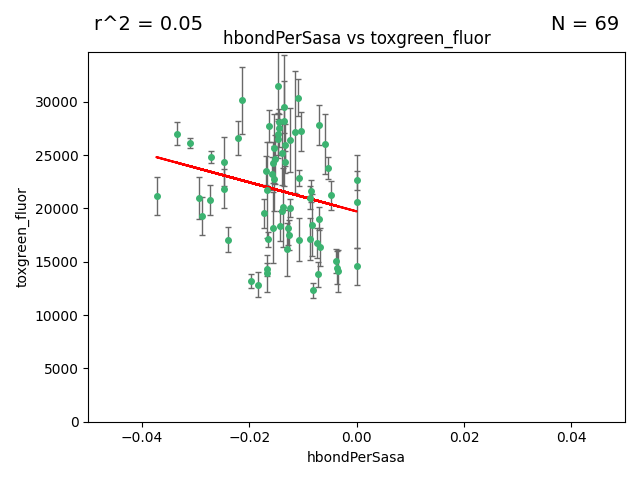 r^2 = 0.05
N = 69
hbondPerSasa vs toxgreen_fluor
30000
25000
20000
15000
10000
5000
0
toxgreen_fluor
−0.04
−0.02
0.00
0.02
0.04
hbondPerSasa